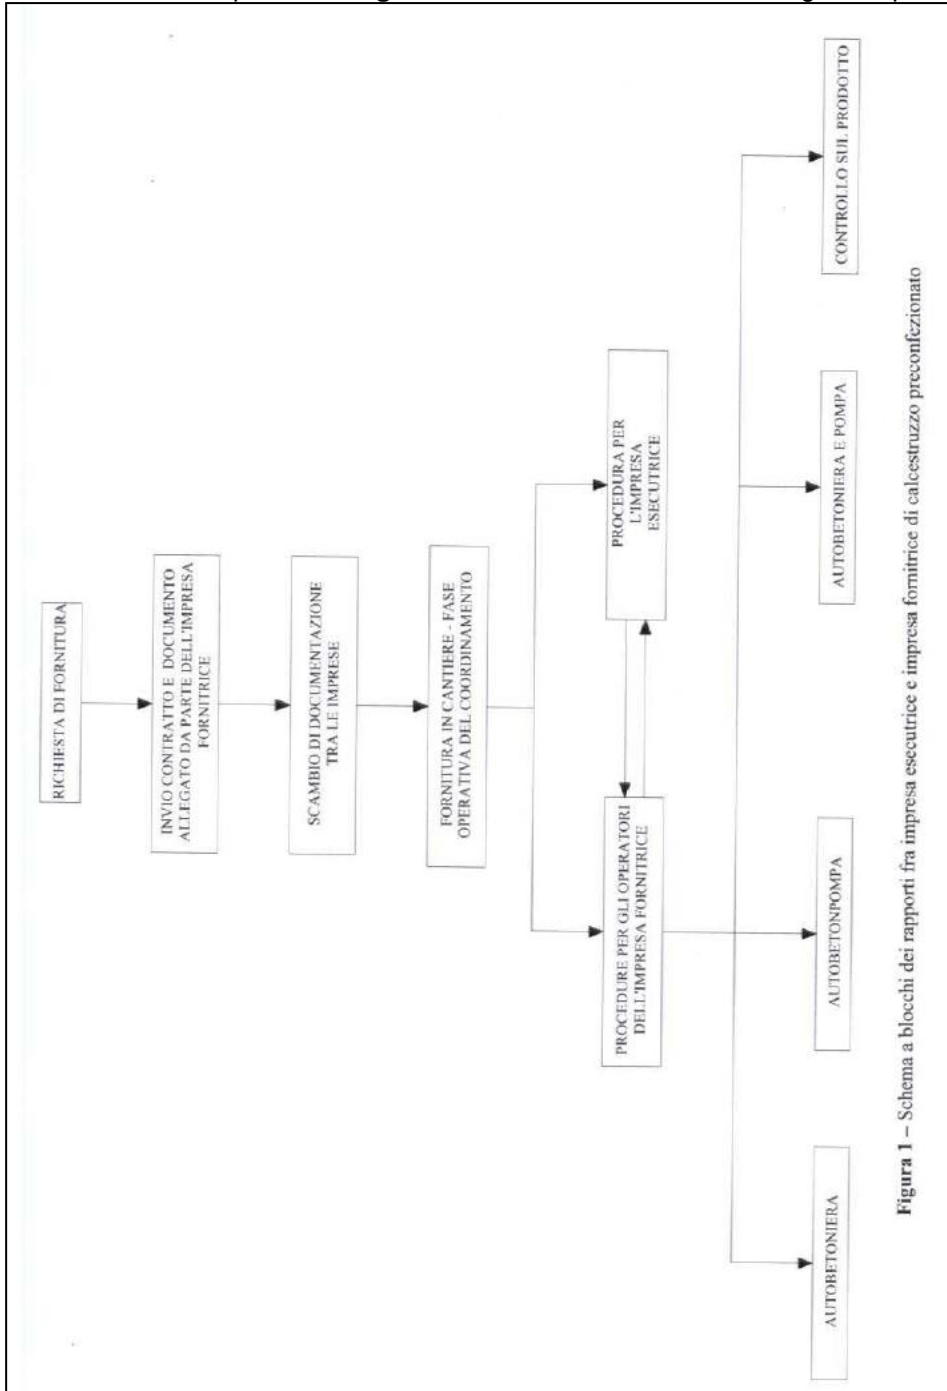 RICHIESTA DI FORNITURA
INVIO CONTRATTO E DOCUMENTO
ALLEGATO DA PARTE DELL'IMPRESA
FORNITRICE
SCAMBIO DI DOCUMENTAZIONE
TRA LE IMPRESE
FORNITURA IN CANTIERE - FASE
OPERATIVA DEL COORDINAMENTO
PROCEDURE PER GLI OPERATORI
DELL'IMPRESA FORNITRICE
PROCEDURA PER
L'IMPRESA
ESECUTRICE
AUTOBETONIERA
AUTOBETONPOMPA
AUTOBETONIERA E POMPA
CONTROLLO SUL PRODOTTO
Figura 1 – Schema a blocchi dei rapporti fra impresa esecutrice e impresa fornitrice di calcestruzzo preconfezionato